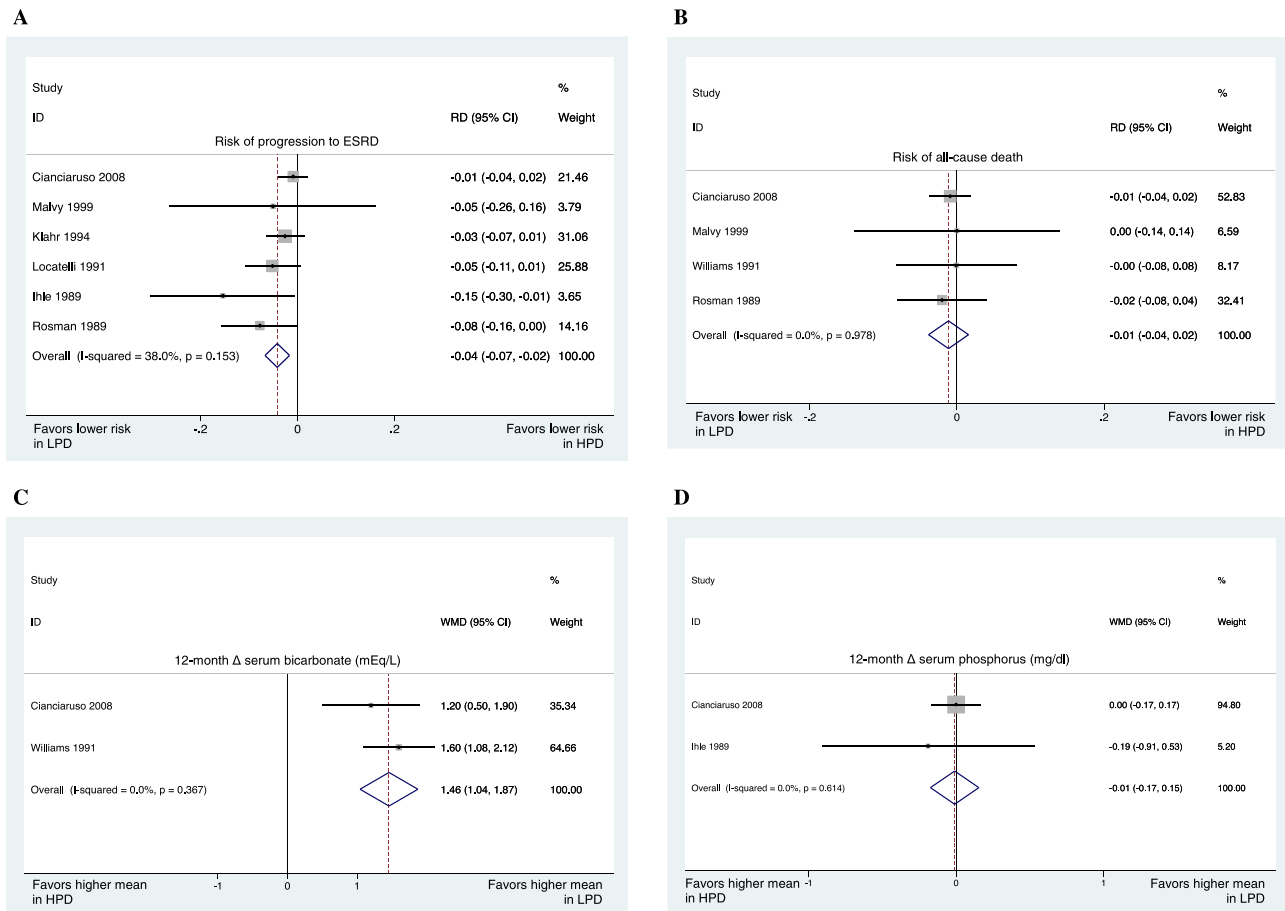 A
Study %
ID RD (95% CI) Weight
Risk of progression to ESRD
Cianciaruso 2008 -0.01 (-0.04, 0.02) 21.46
Malvy 1999 -0.05 (-0.26, 0.16) 3.79
Klahr 1994 -0.03 (-0.07, 0.01) 31.06
Locatelli 1991 -0.05 (-0.11, 0.01) 25.88
Ihle 1989 -0.15 (-0.30, -0.01) 3.65
Rosman 1989 -0.08 (-0.16, 0.00) 14.16
Overall (I-squared = 38.0%, p = 0.153) -0.04 (-0.07, -0.02) 100.00
Favors lower risk -.2 0 .2 Favors lower risk
in LPD in HPD
B
Study %
ID RD (95% CI) Weight
Risk of all-cause death
Cianciaruso 2008 -0.01 (-0.04, 0.02) 52.83
Malvy 1999 0.00 (-0.14, 0.14) 6.59
Williams 1991 -0.00 (-0.08, 0.08) 8.17
Rosman 1989 -0.02 (-0.08, 0.04) 32.41
Overall (I-squared = 0.0%, p = 0.978) -0.01 (-0.04, 0.02) 100.00
Favors lower risk -.2 0 .2 Favors lower risk
in LPD in HPD
C
Study %
ID WMD (95% CI) Weight
12-month Δ serum bicarbonate (mEq/L)
Cianciaruso 2008 1.20 (0.50, 1.90) 35.34
Williams 1991 1.60 (1.08, 2.12) 64.66
Overall (I-squared = 0.0%, p = 0.367) 1.46 (1.04, 1.87) 100.00
Favors higher mean -1 0 1 Favors higher mean
in HPD in LPD
D
Study %
ID WMD (95% CI) Weight
12-month Δ serum phosphorus (mg/dl)
Cianciaruso 2008 0.00 (-0.17, 0.17) 94.80
Ihle 1989 -0.19 (-0.91, 0.53) 5.20
Overall (I-squared = 0.0%, p = 0.614) -0.01 (-0.17, 0.15) 100.00
Favors higher mean -1 0 1 Favors higher mean
in HPD in LPD